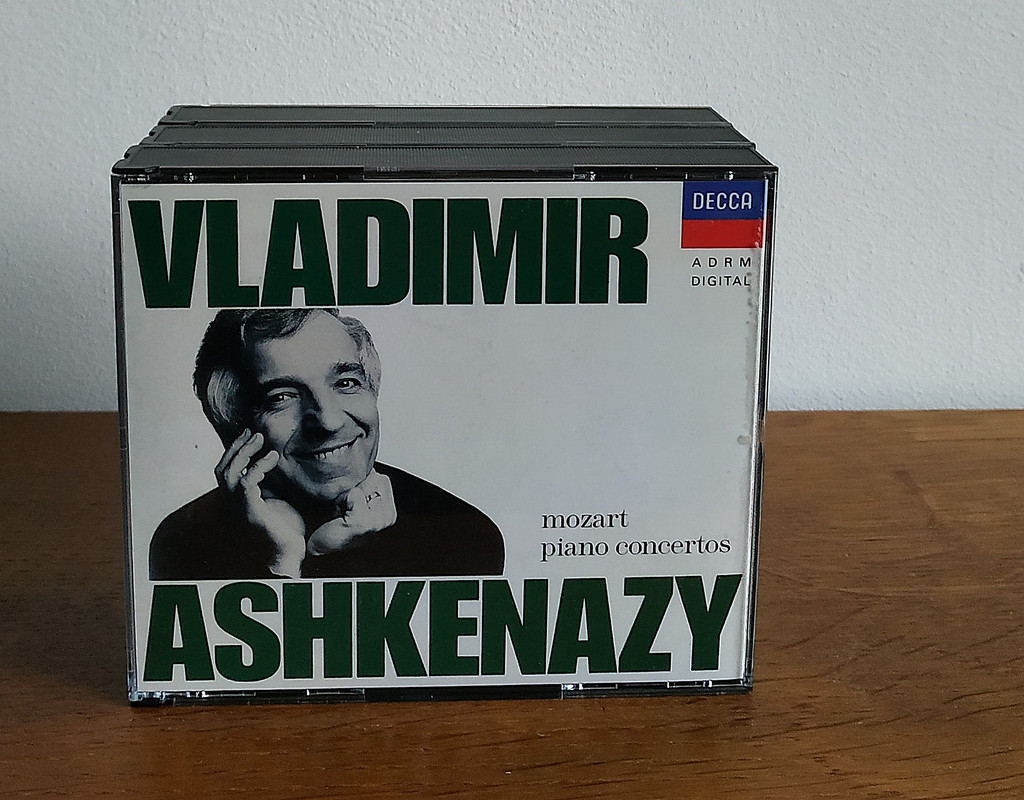 VLADIMIR
DECCA
ADRM
DIGITAL
mozart
piano concertos
ASHKENAZY